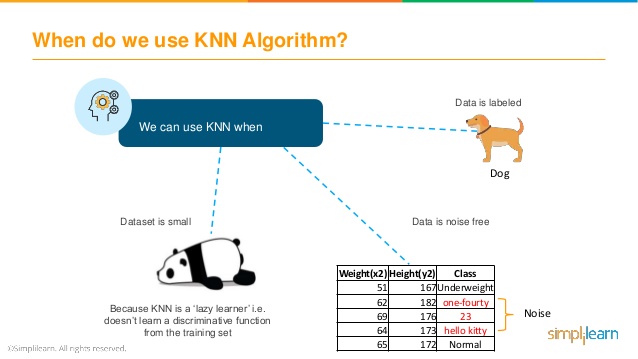 When do we use KNN Algorithm?
We can use KNN when
Data is labeled
Dog
Dataset is small
Data is noise free
Because KNN is a ‘lazy learner’ i.e.
doesn’t learn a discriminative function
from the training set
Weight(x2) Height(y2) Class
51 167 Underweight
62 182 one-fourty
69 176 23
64 173 hello kitty
65 172 Normal
Noise
simplilearn
©Simplilearn. All rights reserved.